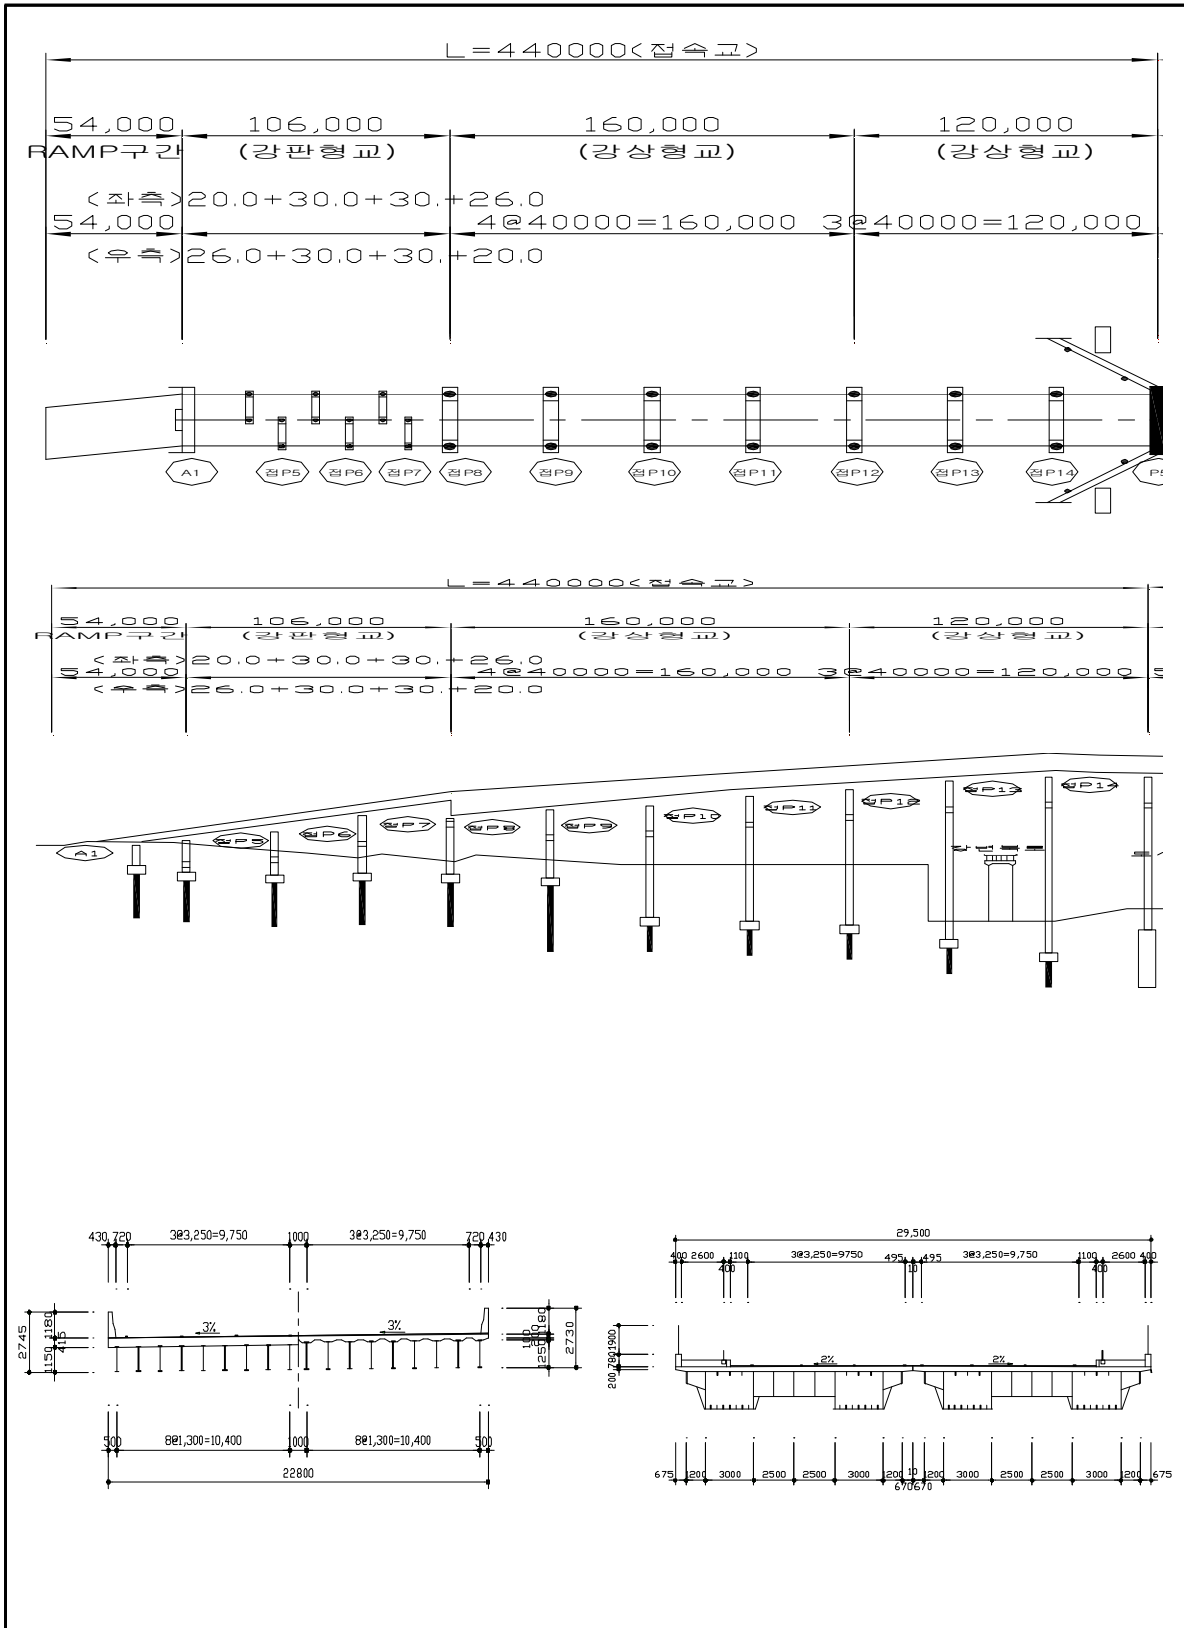 L=440000(접속교)
54,000 106,000 160,000 120,000
RAMP구간 (강판형교) (강상형교) (강상형교)
(좌측)20.0+30.0+30.+26.0
54,000 4@40000=160,000 3@40000=120,000
(우측)26.0+30.0+30.+20.0
A1 접P5 접P6 접P7 접P8 접P9 접P10 접P11 접P12 접P13 접P14 P5
L=440000(접속교)
54,000 106,000 160,000 120,000
RAMP구간 (강판형교) (강상형교) (강상형교)
(좌측)20.0+30.0+30.+26.0
54,000 4@40000=160,000 3@40000=120,000
(우측)26.0+30.0+30.+20.0
A1 접P5 접P6 접P7 접P8 접P9 접P10 접P11 접P12 접P13 접P14
430 720 3@3,250=9,750 1000 3@3,250=9,750 720 430
2745 1180 415 1150 3% 3% 1180 100 1250 2730
500 8@1,300=10,400 1000 8@1,300=10,400 500
22800
29,500
400 2600 400 1100 3@3,250=9750 495 10 495 3@3,250=9,750 1100 400 2600 400
1900 780 200 2% 2%
675 1200 3000 2500 2500 3000 1200 10 1200 3000 2500 2500 3000 1200 675
670 670